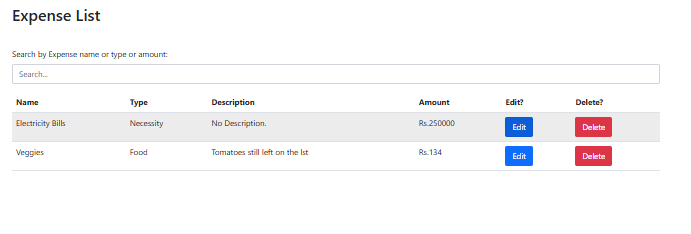 Expense List
Search by Expense name or type or amount:
Search...
Name Type Description Amount Edit? Delete?
Electricity Bills Necessity No Description. Rs.250000 Edit Delete
Veggies Food Tomatoes still left on the lst Rs.134 Edit Delete